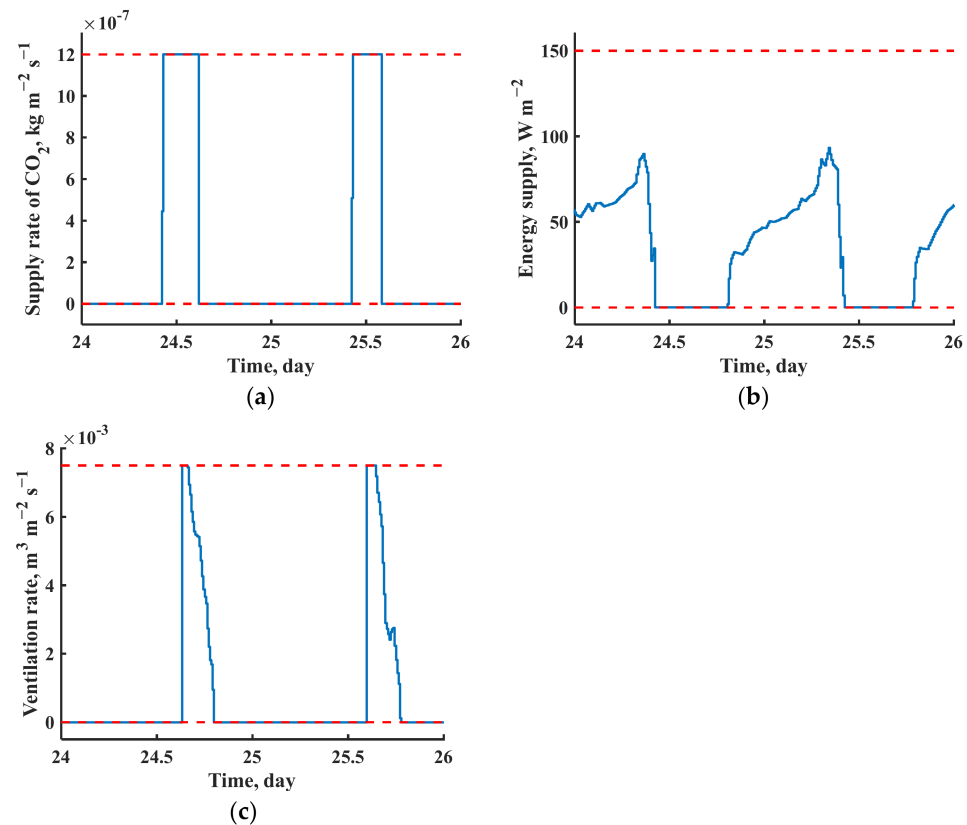 ×10⁻⁷
Supply rate of CO₂, kg m⁻² s⁻¹
12
10
8
6
4
2
0
24 24.5 25 25.5 26
Time, day
(a)
Energy supply, W m⁻²
150
100
50
0
24 24.5 25 25.5 26
Time, day
(b)
×10⁻³
Ventilation rate, m³ m⁻² s⁻¹
8
6
4
2
0
24 24.5 25 25.5 26
Time, day
(c)